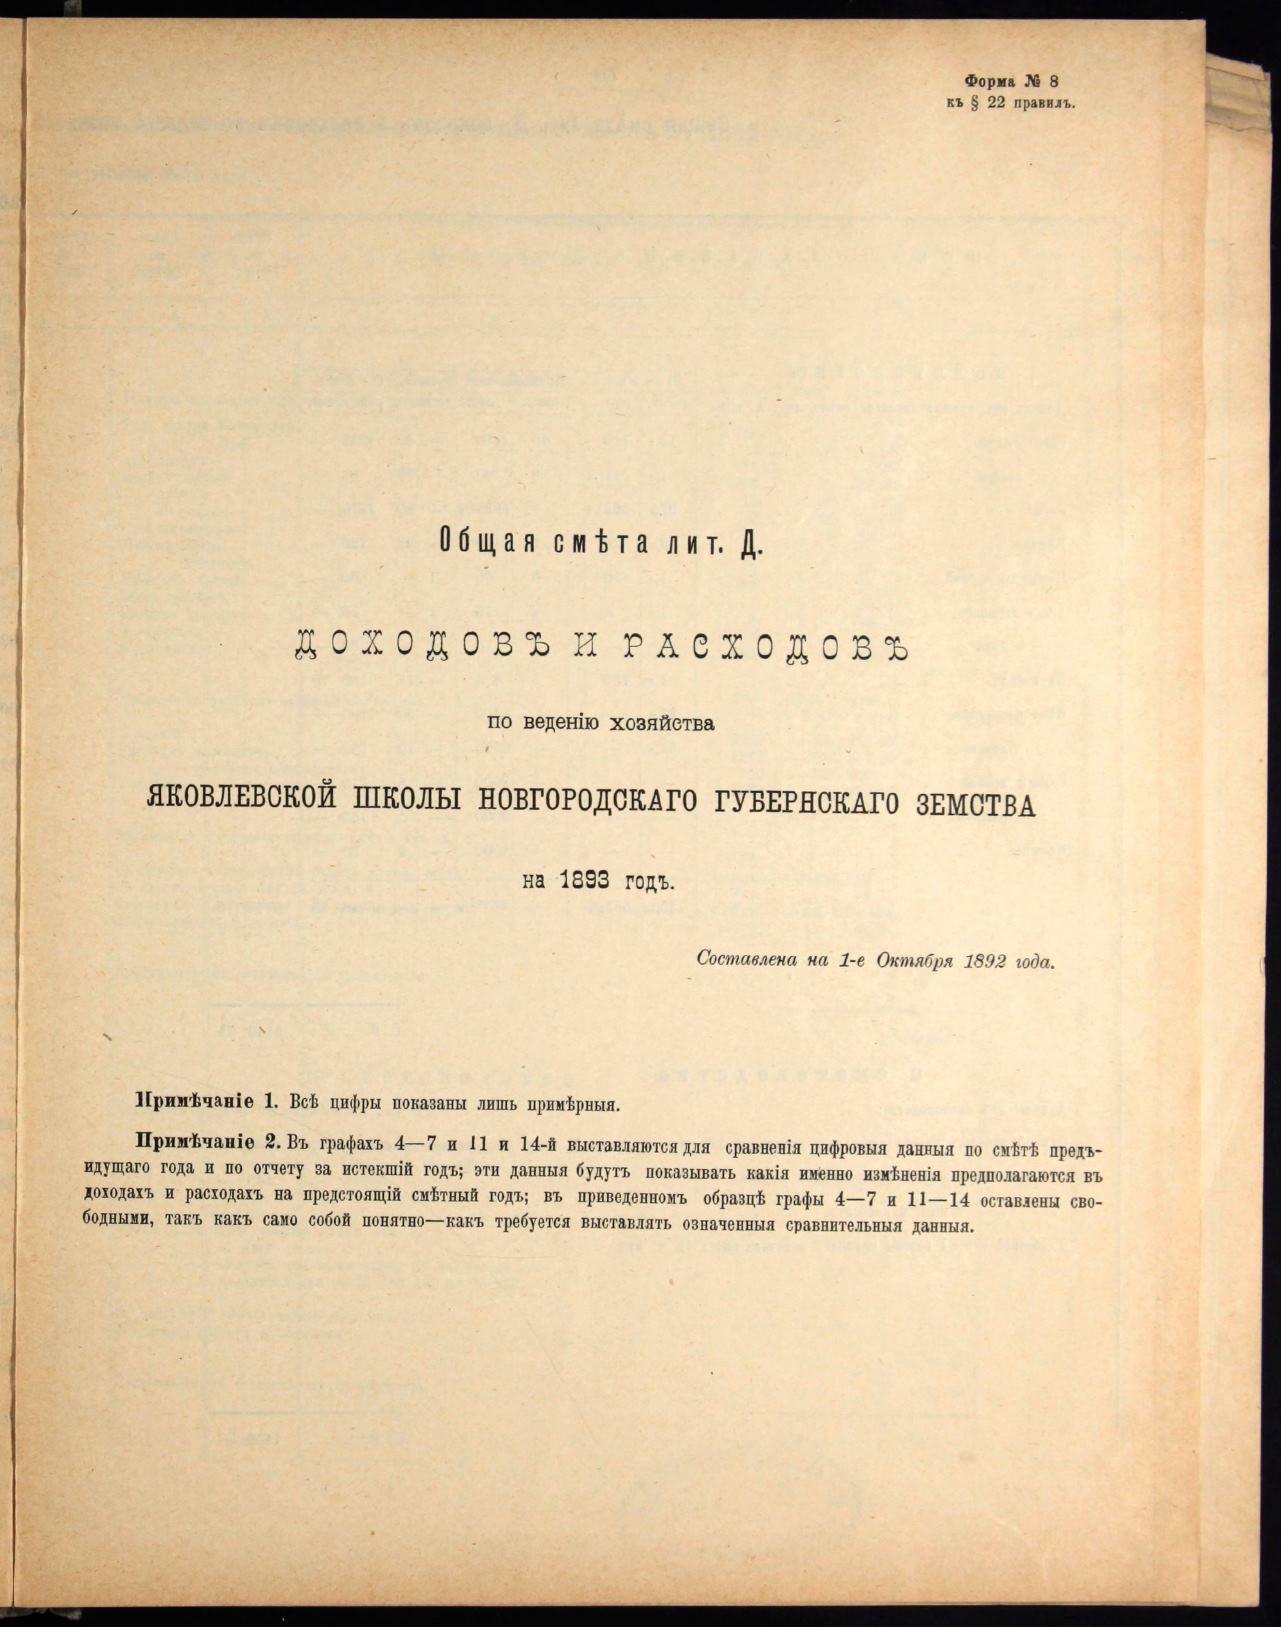 Форма № 8
къ § 22 правилъ.
Общая смѣта лит. Д.
ДОХОДОВЪ И РАСХОДОВЪ
по веденію хозяйства
ЯКОВЛЕВСКОЙ ШКОЛЫ НОВГОРОДСКАГО ГУБЕРНСКАГО ЗЕМСТВА
на 1893 годъ.
Составлена на 1-е Октября 1892 года.
Примѣчаніе 1. Всѣ цифры показаны лишь примѣрныя.
Примѣчаніе 2. Въ графахъ 4—7 и 11 и 14-й выставляются для сравненія цифровыя данныя по смѣтѣ предъ-
идущаго года и по отчету за истекшій годъ; эти данныя будутъ показывать какія именно измѣненія предполагаются въ
доходахъ и расходахъ на предстоящій смѣтный годъ; въ приведенномъ образцѣ графы 4—7 и 11—14 оставлены сво-
бодными, такъ какъ само собой понятно—какъ требуется выставлять означенныя сравнительныя данныя.